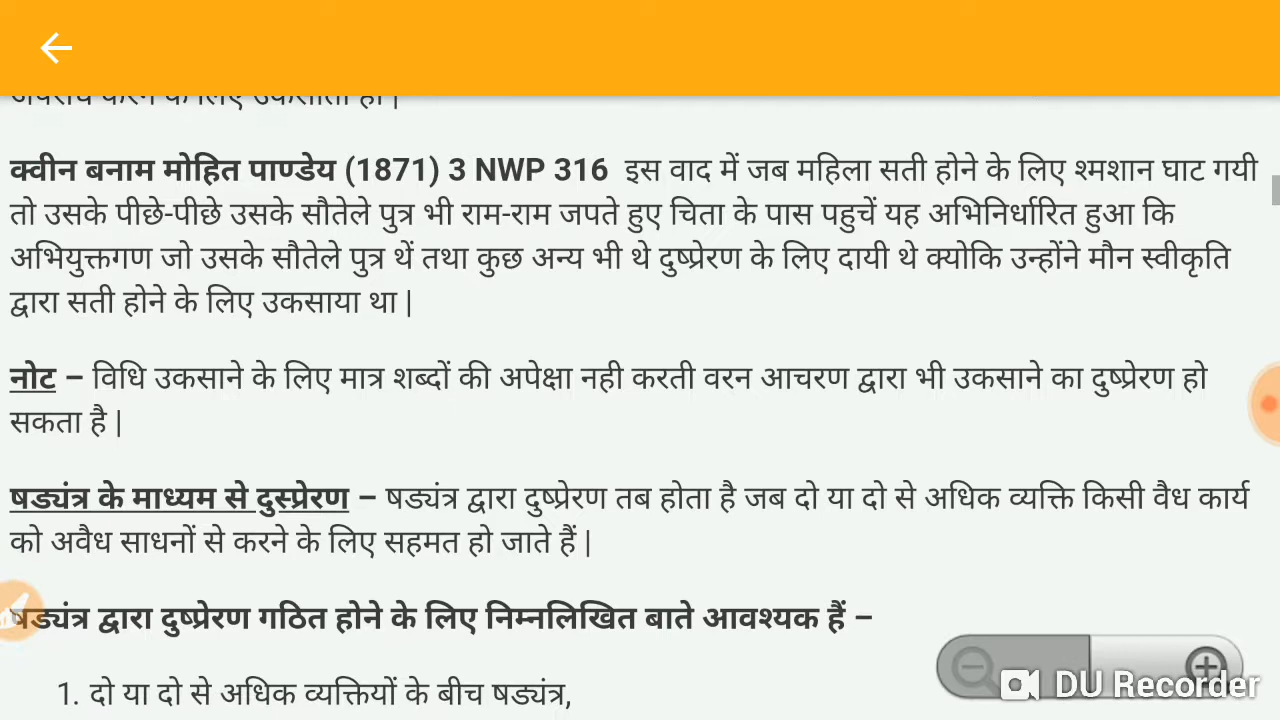 क्वीन बनाम मोहित पाण्डेय (1871) 3 NWP 316 इस वाद में जब महिला सती होने के लिए श्मशान घाट गयी
तो उसके पीछे-पीछे उसके सौतेले पुत्र भी राम-राम जपते हुए चिता के पास पहुचें यह अभिनिर्धारित हुआ कि
अभियुक्तगण जो उसके सौतेले पुत्र थें तथा कुछ अन्य भी थे दुष्प्रेरण के लिए दायी थे क्योकि उन्होंने मौन स्वीकृति
द्वारा सती होने के लिए उकसाया था |
नोट – विधि उकसाने के लिए मात्र शब्दों की अपेक्षा नही करती वरन आचरण द्वारा भी उकसाने का दुष्प्रेरण हो
सकता है |
षड्यंत्र के माध्यम से दुस्प्रेरण – षड्यंत्र द्वारा दुष्प्रेरण तब होता है जब दो या दो से अधिक व्यक्ति किसी वैध कार्य
को अवैध साधनों से करने के लिए सहमत हो जाते हैं |
षड्यंत्र द्वारा दुष्प्रेरण गठित होने के लिए निम्नलिखित बाते आवश्यक हैं –
1. दो या दो से अधिक व्यक्तियों के बीच षड्यंत्र,
DU Recorder